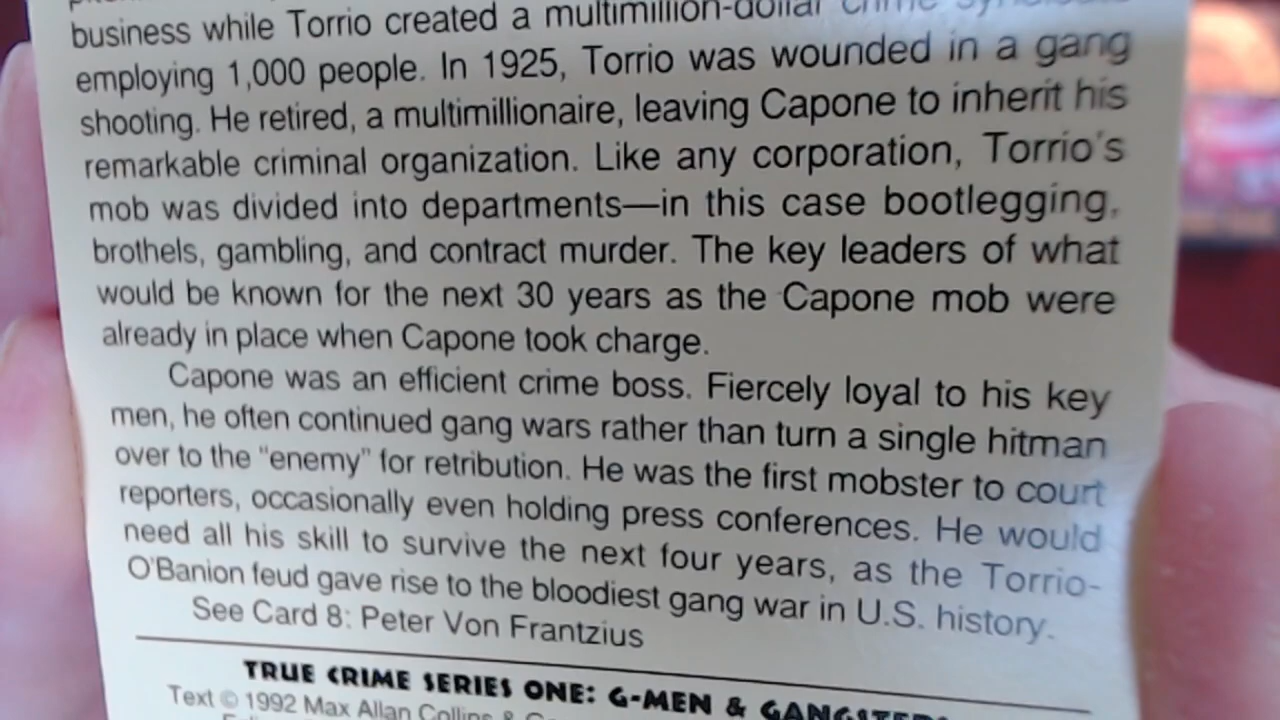 business while Torrio created a multimillion-dollar crime
employing 1,000 people. In 1925, Torrio was wounded in a gang
shooting. He retired, a multimillionaire, leaving Capone to inherit his
remarkable criminal organization. Like any corporation, Torrio's
mob was divided into departments—in this case bootlegging,
brothels, gambling, and contract murder. The key leaders of what
would be known for the next 30 years as the Capone mob were
already in place when Capone took charge.
Capone was an efficient crime boss. Fiercely loyal to his key
men, he often continued gang wars rather than turn a single hitman
over to the "enemy" for retribution. He was the first mobster to court
reporters, occasionally even holding press conferences. He would
need all his skill to survive the next four years, as the Torrio-
O'Banion feud gave rise to the bloodiest gang war in U.S. history.
See Card 8: Peter Von Frantzius
TRUE CRIME SERIES ONE: G-MEN & GANGSTERS
Text © 1992 Max Allan Collins &